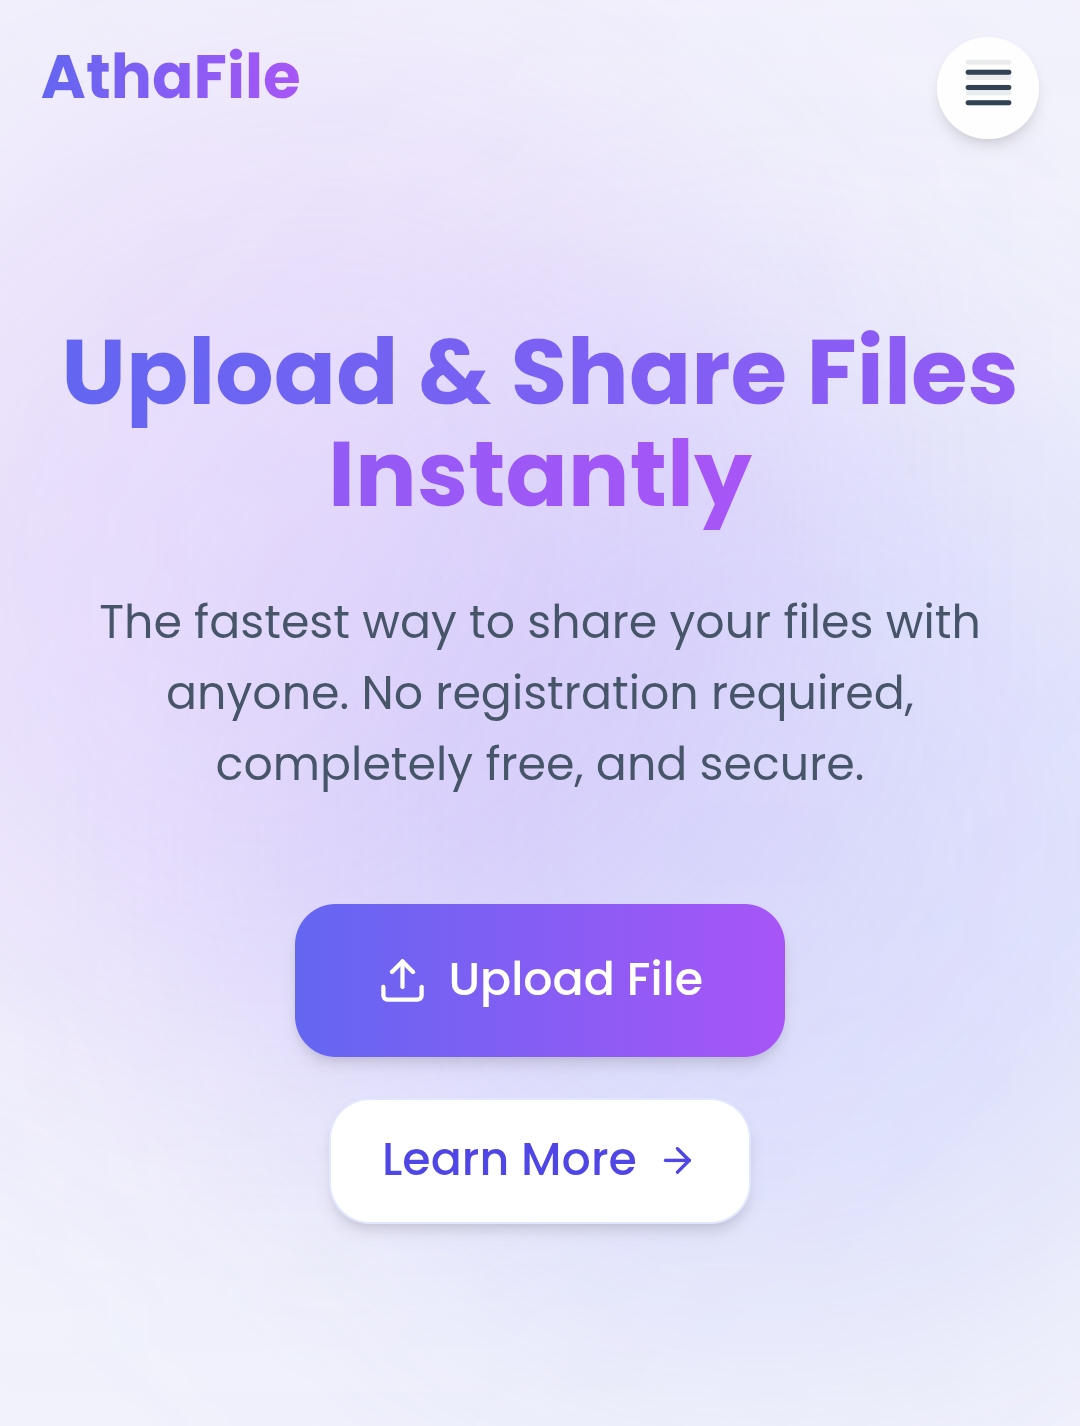 AthaFile
Upload & Share Files
Instantly
The fastest way to share your files with
anyone. No registration required,
completely free, and secure.
Upload File
Learn More